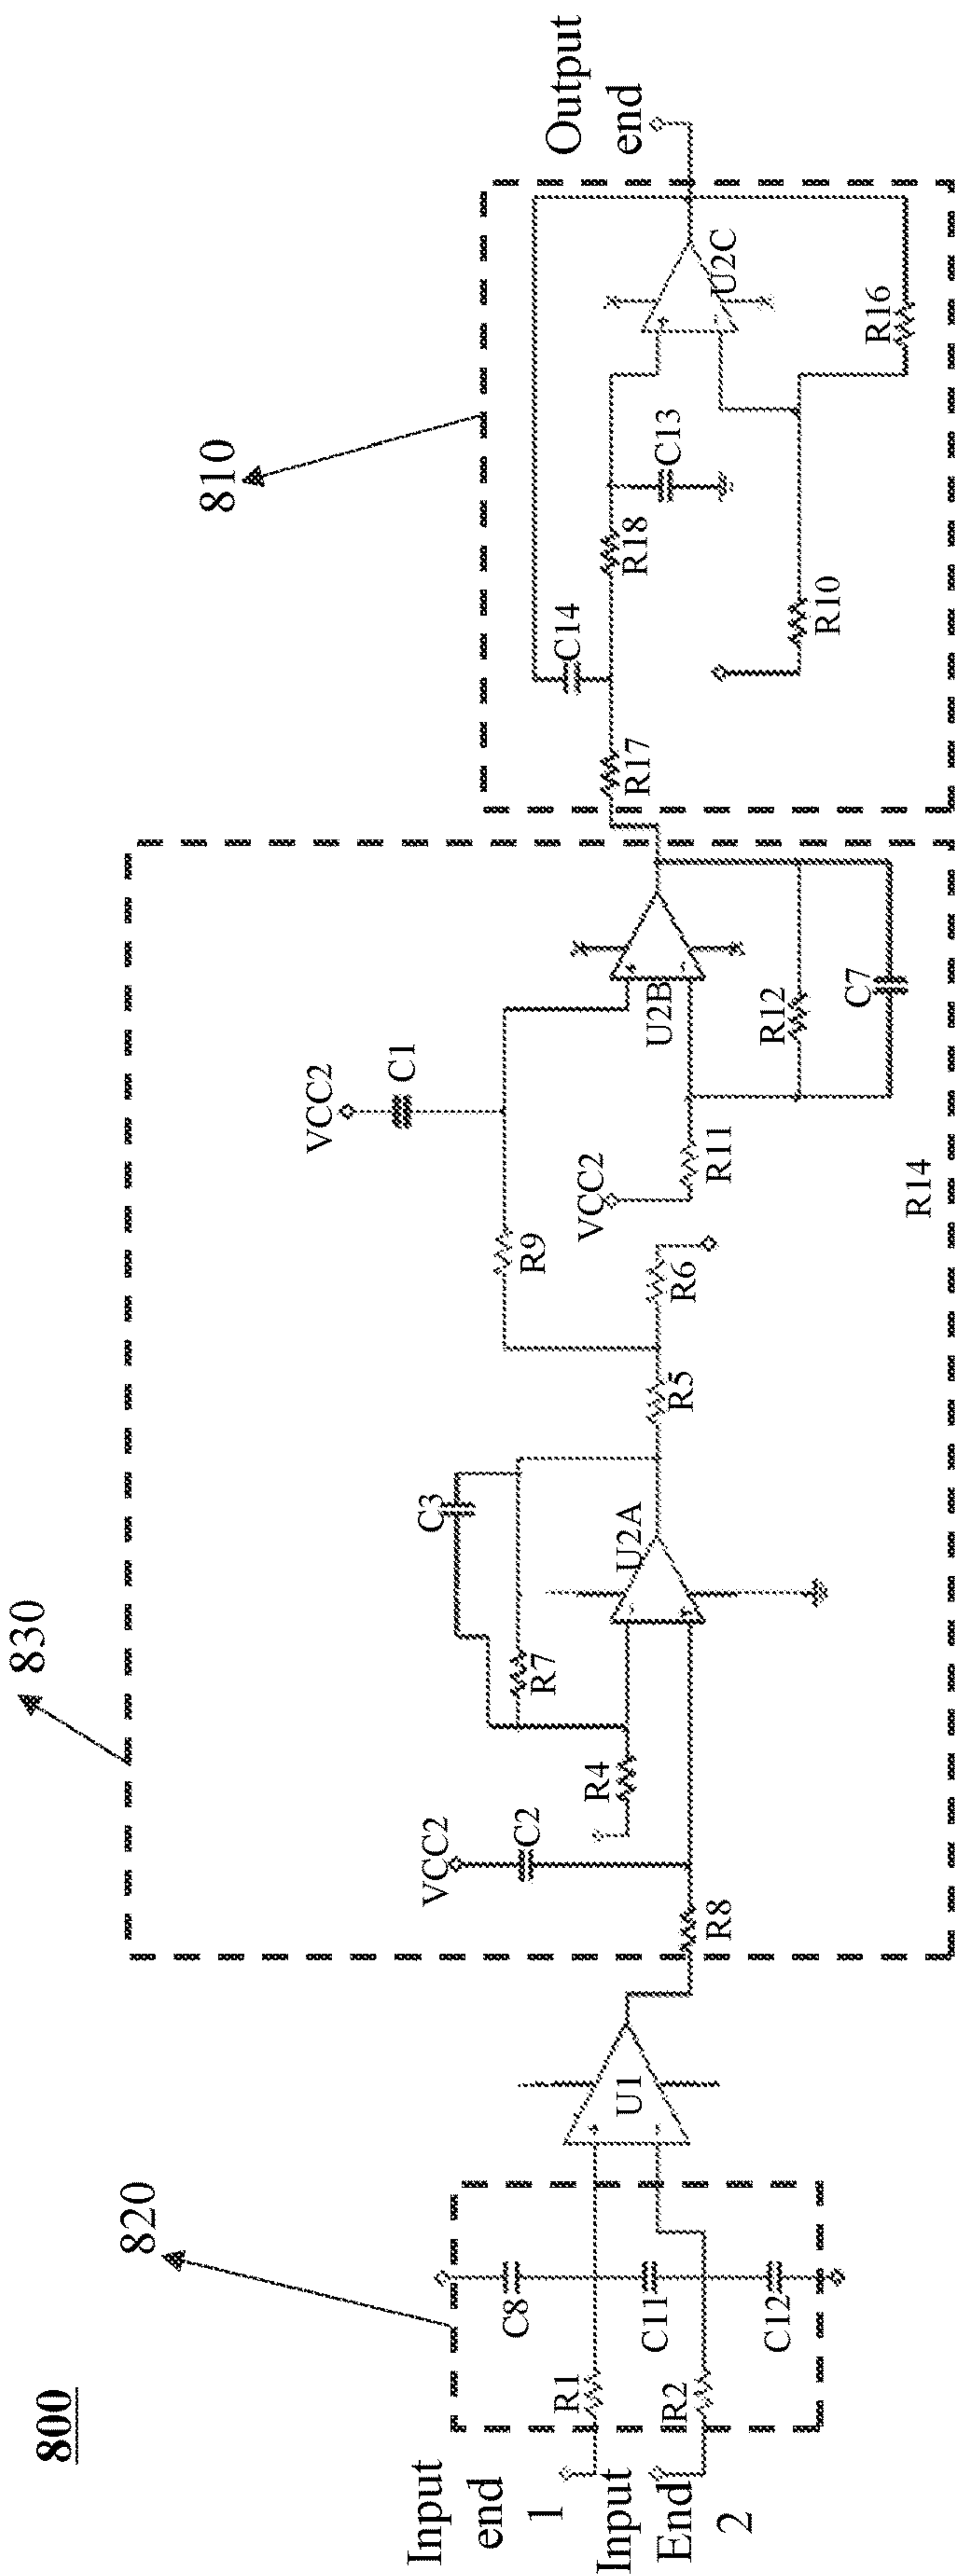 800
820
830
810
Input
end
1
Input
End
2
R1
R2
C8
C11
C12
U1
R8
VCC2
C2
R4
R7
C3
U2A
R5
R6
R9
VCC2
C1
VCC2
R11
U2B
R12
C7
R14
R17
C14
R18
C13
R10
U2C
R16
Output
end